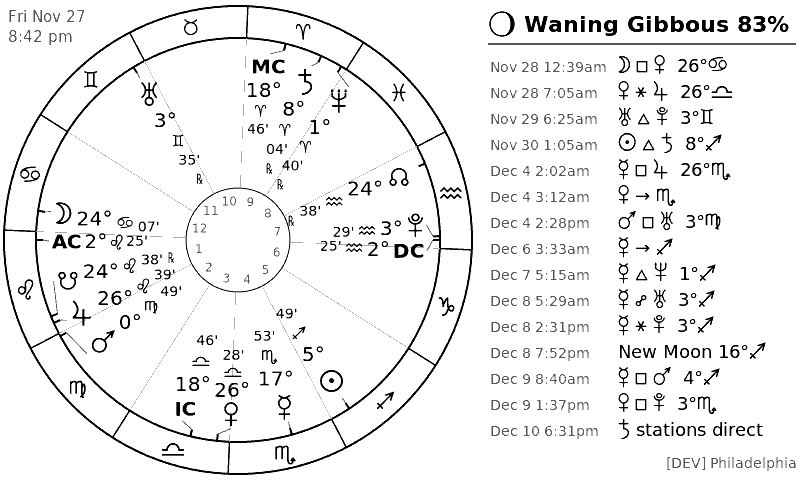 Fri Nov 27
8:42 pm
Waning Gibbous 83%
Nov 28 12:39am ☽ □ ♀ 26°♋
Nov 28 7:05am ♀ ⚹ ♃ 26°♎
Nov 29 6:25am ♅ △ ♇ 3°♊
Nov 30 1:05am ☉ △ ♄ 8°♐
Dec 4 2:02am ☿ □ ♃ 26°♏
Dec 4 3:12am ♀ → ♏
Dec 4 2:28pm ♂ □ ♅ 3°♍
Dec 6 3:33am ☿ → ♐
Dec 7 5:15am ☿ △ ♆ 1°♐
Dec 8 5:29am ☿ ☍ ♅ 3°♐
Dec 8 2:31pm ☿ ⚹ ♇ 3°♐
Dec 8 7:52pm New Moon 16°♐
Dec 9 8:40am ☿ □ ♂ 4°♐
Dec 9 1:37pm ♀ □ ♇ 3°♏
Dec 10 6:31pm ♄ stations direct
[DEV] Philadelphia
MC
18°
♈
46'
♄
8°
♈
04'
℞
♆
1°
♈
40'
℞
♅
3°
♊
35'
℞
☊ 24° ♒ 38' ℞
☽ 24° ♋ 07'
AC 2° ♌ 25'
29' ♒ 3° ♇
25' ♒ 2° DC
☋ 24° ♌ 38' ℞
♃ 26° ♌ 39'
♂ 0° ♍ 49'
46'
♎
18°
IC
28'
♎
26°
♀
53'
♏
17°
☿
49'
♐
5°
☉
10 9 8 7 6 5 4 3 2 1 12 11